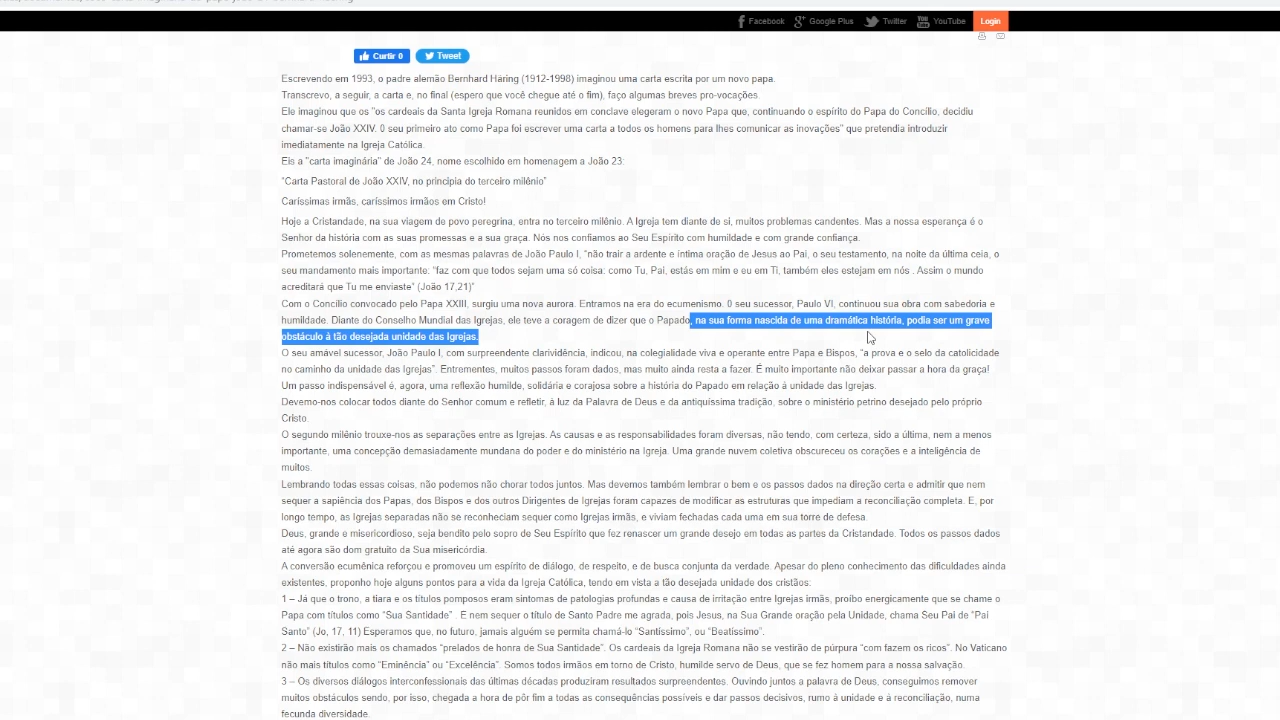 Facebook Google Plus Twitter YouTube Login
Curtir 0 Tweet
Escrevendo em 1993, o padre alemão Bernhard Häring (1912-1998) imaginou uma carta escrita por um novo papa.
Transcrevo, a seguir, a carta e, no final (espero que você chegue até o fim), faço algumas breves pro-vocações.
Ele imaginou que os "os cardeais da Santa Igreja Romana reunidos em conclave elegeram o novo Papa que, continuando o espírito do Papa do Concílio, decidiu
chamar-se João XXIV. 0 seu primeiro ato como Papa foi escrever uma carta a todos os homens para lhes comunicar as inovações" que pretendia introduzir
imediatamente na Igreja Católica.
Eis a "carta imaginária" de João 24, nome escolhido em homenagem a João 23:
"Carta Pastoral de João XXIV, no principia do terceiro milênio"
Caríssimas irmãs, caríssimos irmãos em Cristo!
Hoje a Cristandade, na sua viagem de povo peregrina, entra no terceiro milênio. A Igreja tem diante de si, muitos problemas candentes. Mas a nossa esperança é o
Senhor da história com as suas promessas e a sua graça. Nós nos confiamos ao Seu Espírito com humildade e com grande confiança.
Prometemos solenemente, com as mesmas palavras de João Paulo I, "não trair a ardente e íntima oração de Jesus ao Pai, o seu testamento, na noite da última ceia, o
seu mandamento mais importante: "faz com que todos sejam uma só coisa: como Tu, Pai, estás em mim e eu em Ti, também eles estejam em nós . Assim o mundo
acreditará que Tu me enviaste" (João 17,21)"
Com o Concílio convocado pelo Papa XXIII, surgiu uma nova aurora. Entramos na era do ecumenismo. 0 seu sucessor, Paulo VI, continuou sua obra com sabedoria e
humildade. Diante do Conselho Mundial das Igrejas, ele teve a coragem de dizer que o Papado, na sua forma nascida de uma dramática história, podia ser um grave
obstáculo à tão desejada unidade das Igrejas.
O seu amável sucessor, João Paulo I, com surpreendente clarividência, indicou, na colegialidade viva e operante entre Papa e Bispos, "a prova e o selo da catolicidade
no caminho da unidade das Igrejas". Entrementes, muitos passos foram dados, mas muito ainda resta a fazer. É muito importante não deixar passar a hora da graça!
Um passo indispensável é, agora, uma reflexão humilde, solidária e corajosa sobre a história do Papado em relação à unidade das Igrejas.
Devemo-nos colocar todos diante do Senhor comum e refletir, à luz da Palavra de Deus e da antiquíssima tradição, sobre o ministério petrino desejado pelo próprio
Cristo.
O segundo milênio trouxe-nos as separações entre as Igrejas. As causas e as responsabilidades foram diversas, não tendo, com certeza, sido a última, nem a menos
importante, uma concepção demasiadamente mundana do poder e do ministério na Igreja. Uma grande nuvem coletiva obscureceu os corações e a inteligência de
muitos.
Lembrando todas essas coisas, não podemos não chorar todos juntos. Mas devemos também lembrar o bem e os passos dados na direção certa e admitir que nem
sequer a sapiência dos Papas, dos Bispos e dos outros Dirigentes de Igrejas foram capazes de modificar as estruturas que impediam a reconciliação completa. E, por
longo tempo, as Igrejas separadas não se reconheciam sequer como Igrejas irmãs, e viviam fechadas cada uma em sua torre de defesa.
Deus, grande e misericordioso, seja bendito pelo sopro de Seu Espírito que fez renascer um grande desejo em todas as partes da Cristandade. Todos os passos dados
até agora são dom gratuito da Sua misericórdia.
A conversão ecumênica reforçou e promoveu um espírito de diálogo, de respeito, e de busca conjunta da verdade. Apesar do pleno conhecimento das dificuldades ainda
existentes, proponho hoje alguns pontos para a vida da Igreja Católica, tendo em vista a tão desejada unidade dos cristãos:
1 – Já que o trono, a tiara e os títulos pomposos eram sintomas de patologias profundas e causa de irritação entre Igrejas irmãs, proíbo energicamente que se chame o
Papa com títulos como "Sua Santidade" . E nem sequer o título de Santo Padre me agrada, pois Jesus, na Sua Grande oração pela Unidade, chama Seu Pai de "Pai
Santo" (Jo, 17, 11) Esperamos que, no futuro, jamais alguém se permita chamá-lo "Santíssimo", ou "Beatíssimo".
2 – Não existirão mais os chamados "prelados de honra de Sua Santidade". Os cardeais da Igreja Romana não se vestirão de púrpura "com fazem os ricos". No Vaticano
não mais títulos como "Eminência" ou "Excelência". Somos todos irmãos em torno de Cristo, humilde servo de Deus, que se fez homem para a nossa salvação.
3 – Os diversos diálogos interconfessionais das últimas décadas produziram resultados surpreendentes. Ouvindo juntos a palavra de Deus, conseguimos remover
muitos obstáculos sendo, por isso, chegada a hora de pôr fim a todas as consequências possíveis e dar passos decisivos, rumo à unidade e à reconciliação, numa
fecunda diversidade.